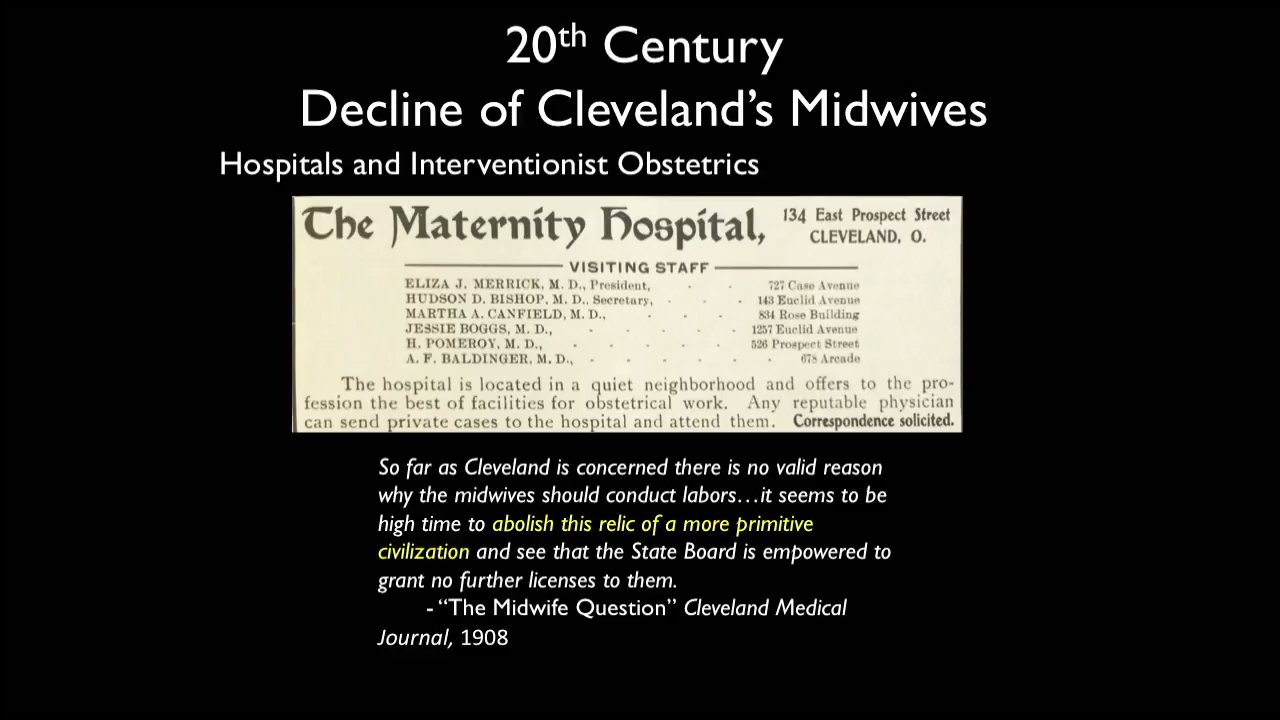 20th Century
Decline of Cleveland's Midwives
Hospitals and Interventionist Obstetrics
The Maternity Hospital, 134 East Prospect Street
CLEVELAND, O.
VISITING STAFF
ELIZA J. MERRICK, M. D., President, - - 727 Case Avenue
HUDSON D. BISHOP, M. D., Secretary, - - - 143 Euclid Avenue
MARTHA A. CANFIELD, M. D., - - - 834 Rose Building
JESSIE BOGGS, M. D., - - - - - 1257 Euclid Avenue
H. POMEROY, M. D., - - - - - 526 Prospect Street
A. F. BALDINGER, M. D., - - - - - - 678 Arcade
The hospital is located in a quiet neighborhood and offers to the pro-
fession the best of facilities for obstetrical work. Any reputable physician
can send private cases to the hospital and attend them. Correspondence solicited.
So far as Cleveland is concerned there is no valid reason
why the midwives should conduct labors…it seems to be
high time to abolish this relic of a more primitive
civilization and see that the State Board is empowered to
grant no further licenses to them.
- “The Midwife Question” Cleveland Medical
Journal, 1908